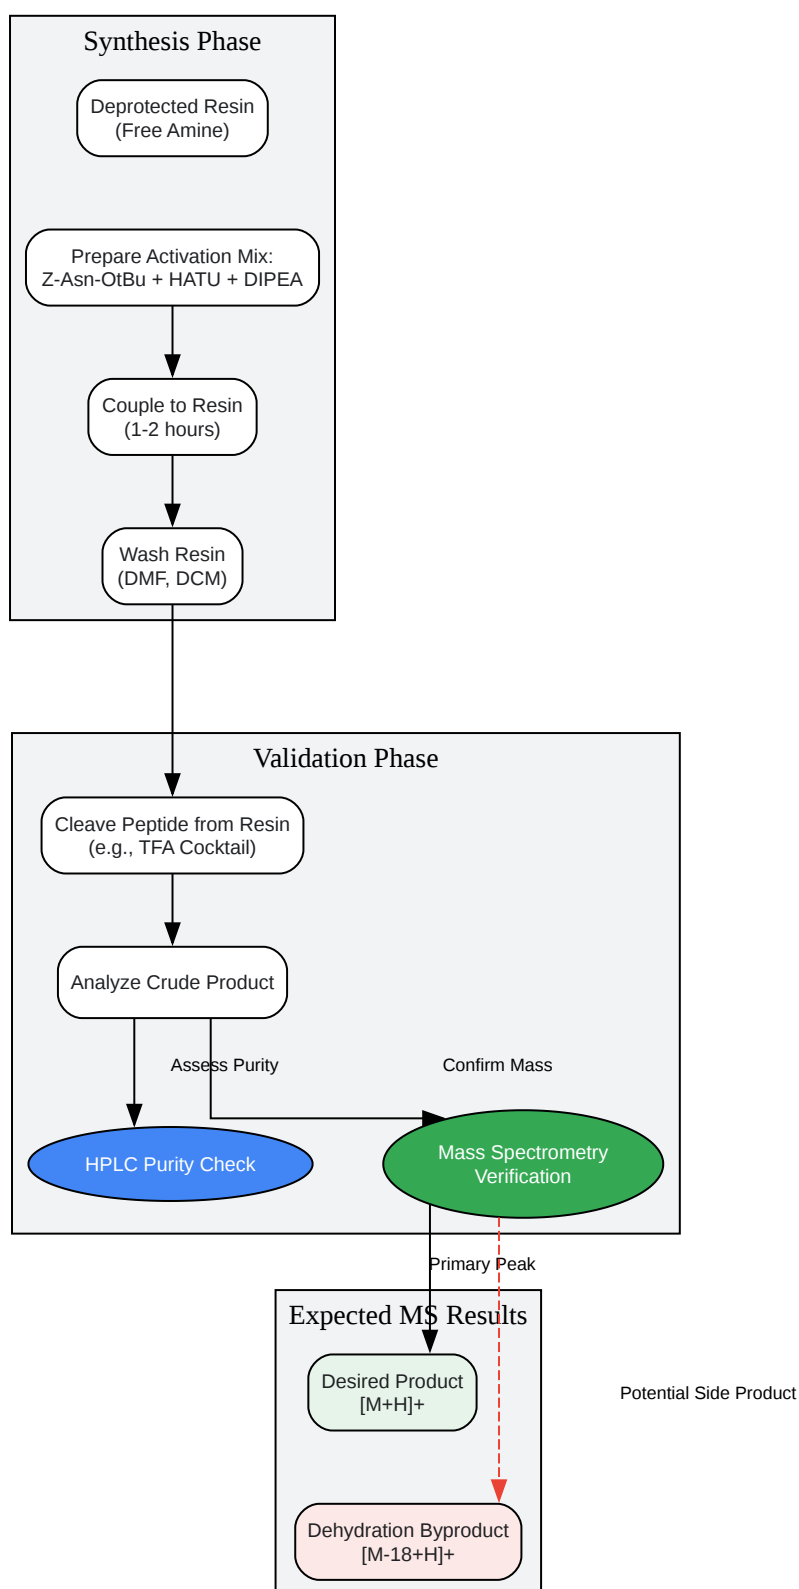 Synthesis Phase
Deprotected Resin
(Free Amine)
Prepare Activation Mix:
Z-Asn-OtBu + HATU + DIPEA
Couple to Resin
(1-2 hours)
Wash Resin
(DMF, DCM)
Validation Phase
Cleave Peptide from Resin
(e.g., TFA Cocktail)
Analyze Crude Product
Assess Purity
Confirm Mass
HPLC Purity Check
Mass Spectrometry
Verification
Primary Peak
Expected MS Results
Desired Product
[M+H]+
Potential Side Product
Dehydration Byproduct
[M-18+H]+